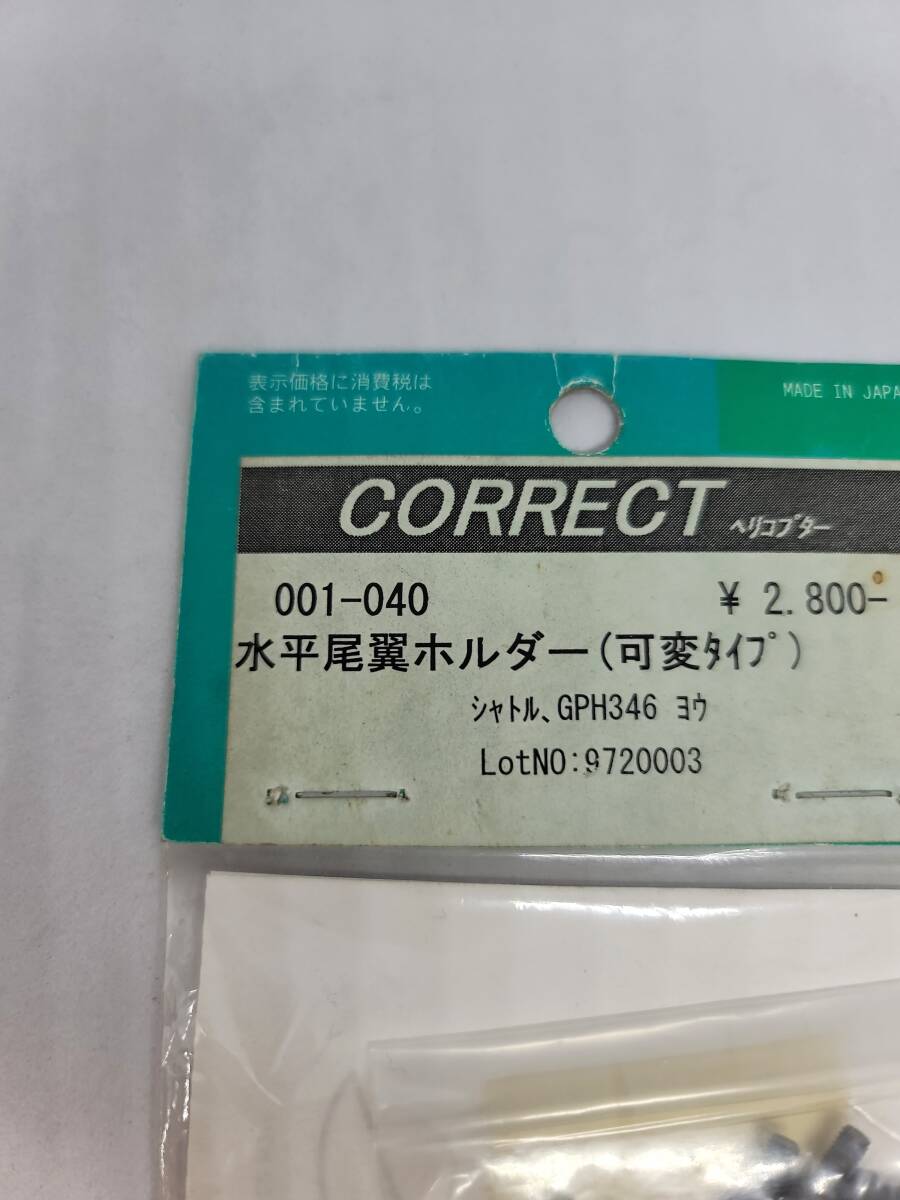 表示価格に消費税は
含まれていません。
MADE IN JAPA
CORRECT ヘリコプター
001-040 ¥ 2.800-
水平尾翼ホルダー(可変ﾀｲﾌﾟ)
ｼｬﾄﾙ､GPH346 ﾖｳ
LotNO:9720003